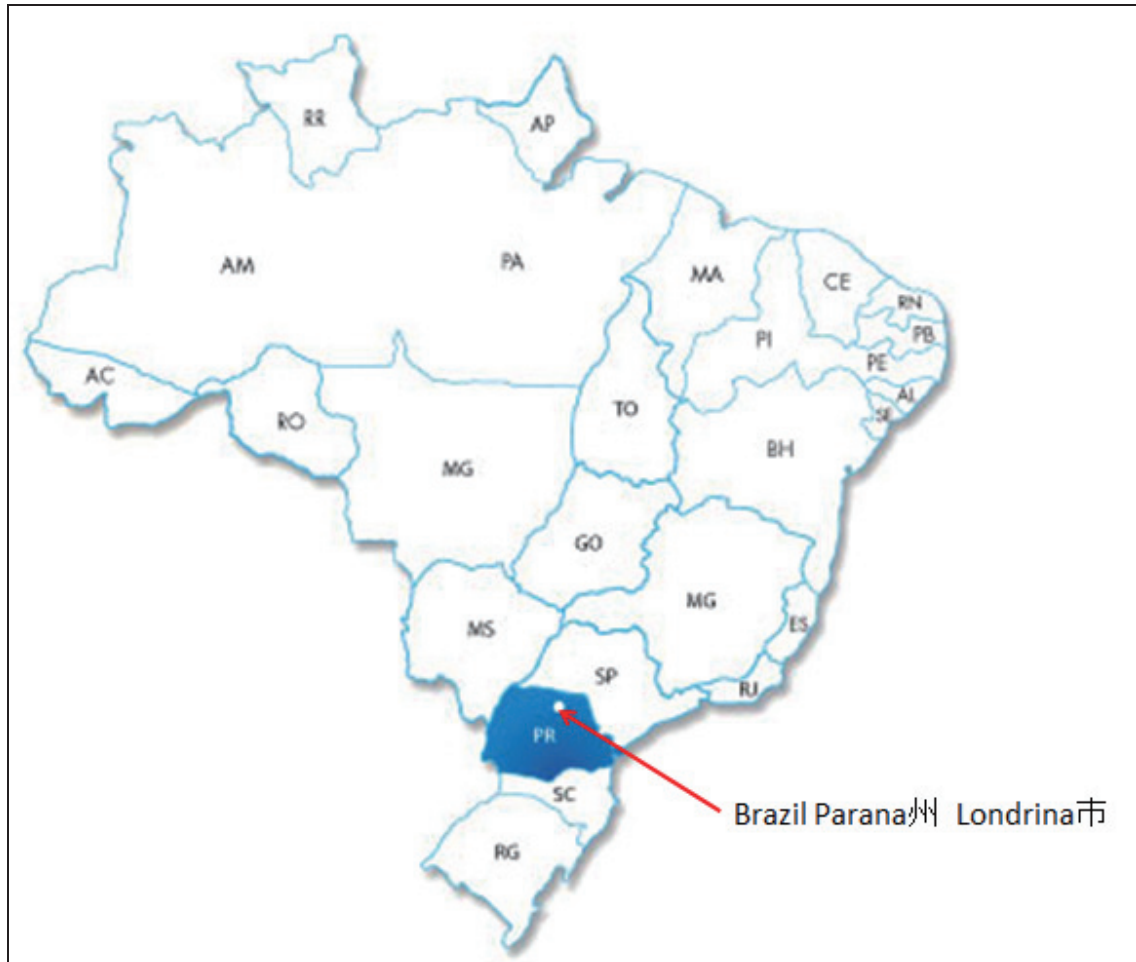 RR
AP
AM
PA
MA
CE
RN
PB
PI
PE
AC
AL
TO
SE
RO
BH
MG
GO
MG
ES
MS
SP
RJ
PR
SC
Brazil Parana州 Londrina市
RG